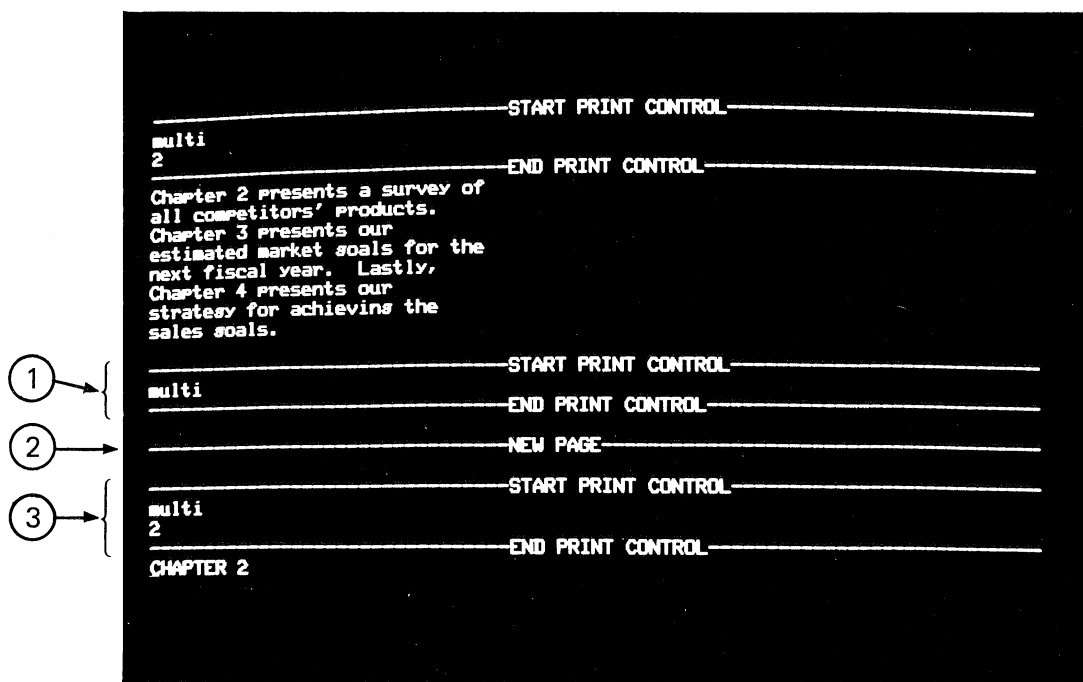 START PRINT CONTROL
multi
2
END PRINT CONTROL
Chapter 2 presents a survey of
all competitors' products.
Chapter 3 presents our
estimated market goals for the
next fiscal year.  Lastly,
Chapter 4 presents our
strategy for achieving the
sales goals.
START PRINT CONTROL
1
multi
END PRINT CONTROL
2
NEW PAGE
START PRINT CONTROL
3
multi
2
END PRINT CONTROL
CHAPTER 2